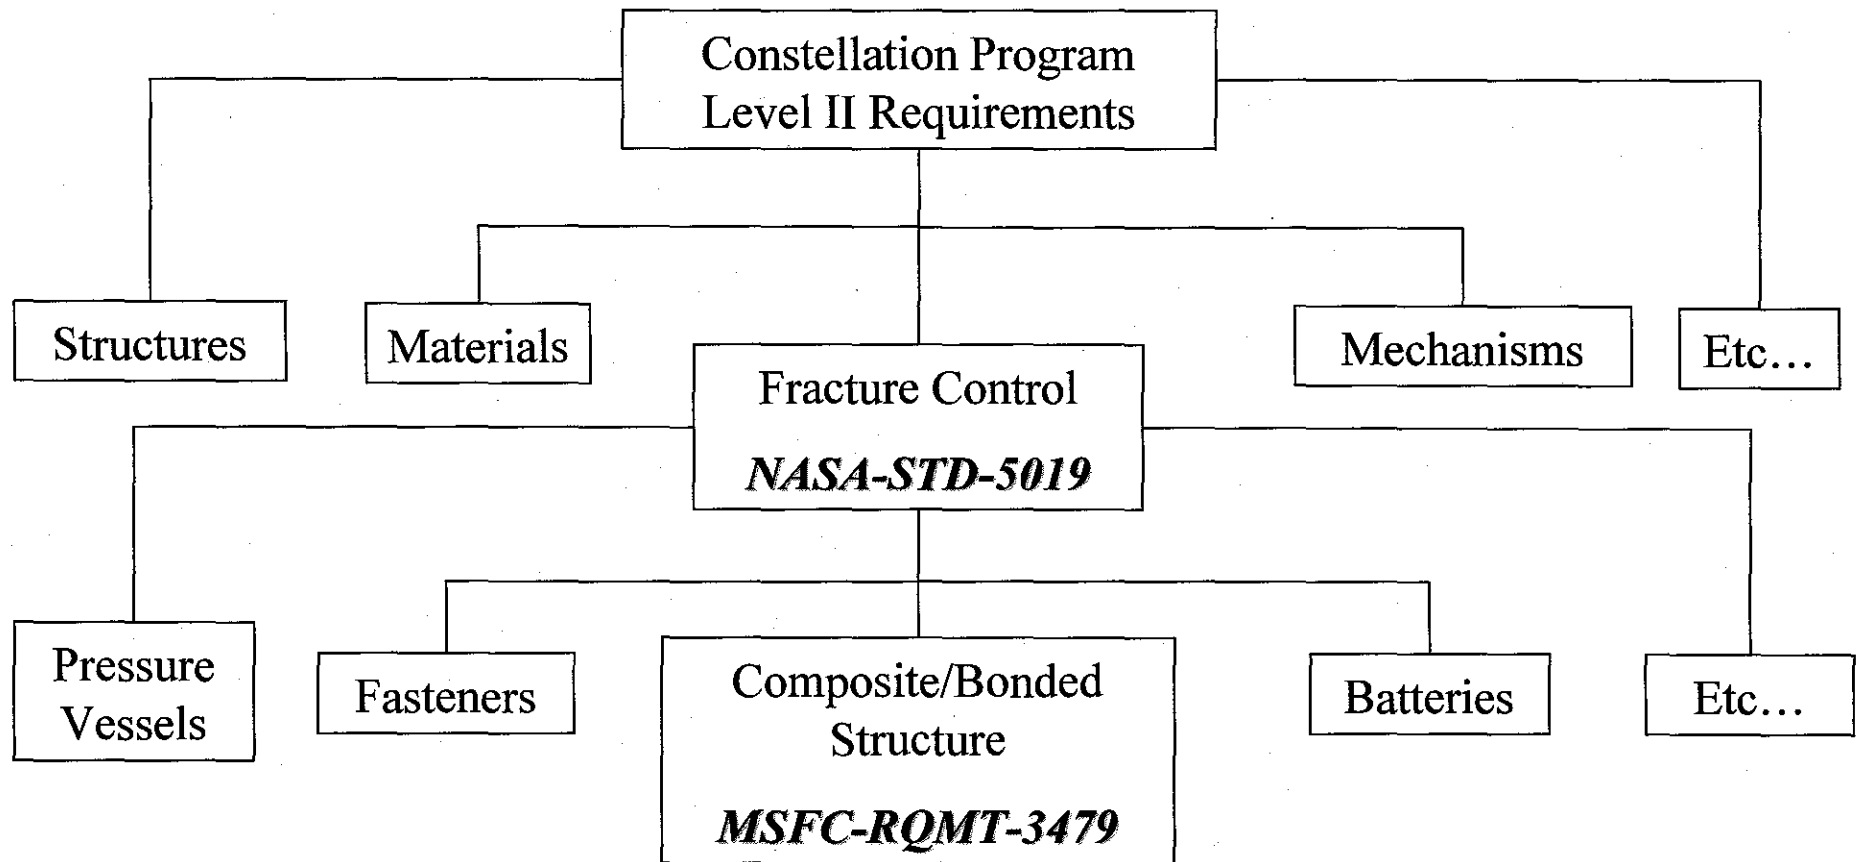 Constellation Program
Level II Requirements
Structures
Materials
Mechanisms
Etc...
Fracture Control
NASA-STD-5019
Pressure
Vessels
Fasteners
Composite/Bonded
Structure
MSFC-RQMT-3479
Batteries
Etc...